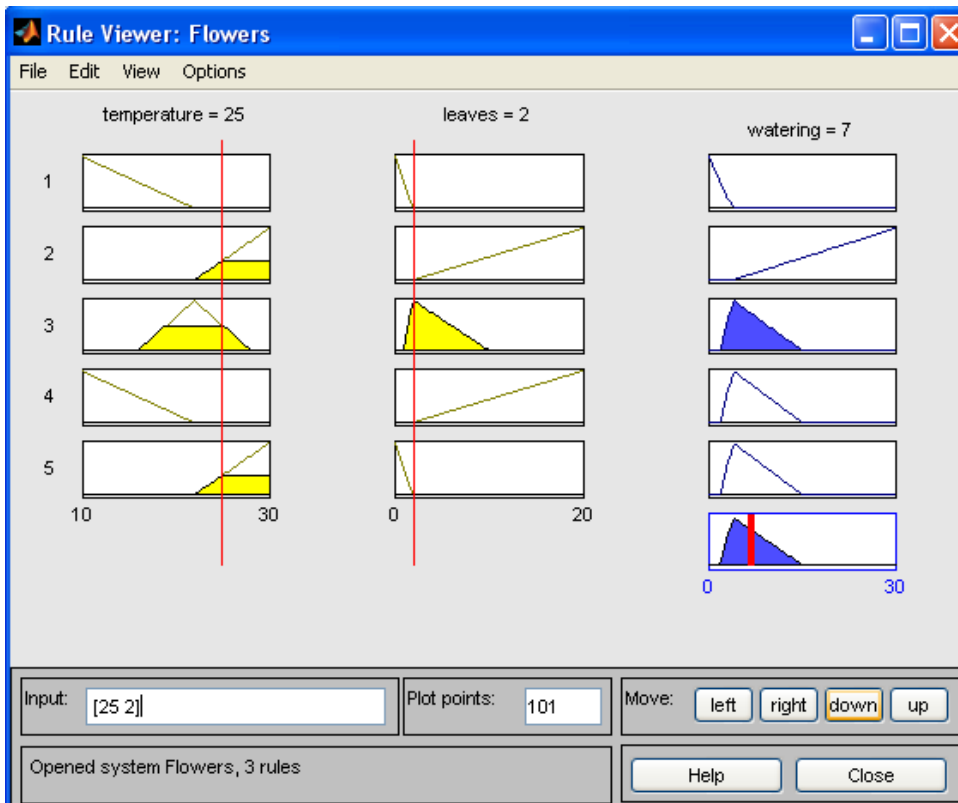 Rule Viewer: Flowers
File Edit View Options
temperature = 25 leaves = 2 watering = 7
1
2
3
4
5
10 30 0 20
0 30
Input: [25 2] Plot points: 101 Move: left right down up
Opened system Flowers, 3 rules Help Close